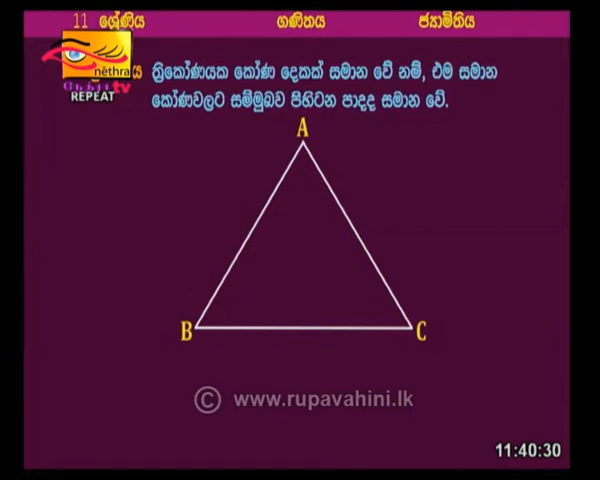 11 ශ්‍රේණිය ගණිතය ජ්‍යාමිතිය
nethra
නේත්‍රා tv
REPEAT
ත්‍රිකෝණයක කෝණ දෙකක් සමාන වේ නම්, එම සමාන
කෝණවලට සම්මුඛව පිහිටන පාදද සමාන වේ.
A
B
C
© www.rupavahini.lk
11:40:30